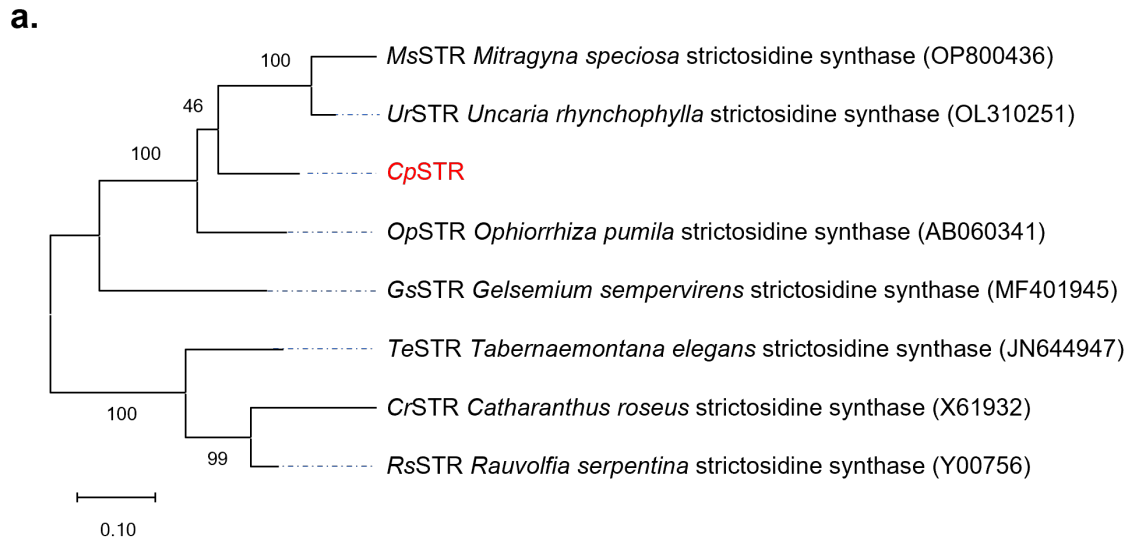 a.
100
MsSTR Mitragyna speciosa strictosidine synthase (OP800436)
46
UrSTR Uncaria rhynchophylla strictosidine synthase (OL310251)
100
CpSTR
OpSTR Ophiorrhiza pumila strictosidine synthase (AB060341)
GsSTR Gelsemium sempervirens strictosidine synthase (MF401945)
TeSTR Tabernaemontana elegans strictosidine synthase (JN644947)
100
CrSTR Catharanthus roseus strictosidine synthase (X61932)
99
RsSTR Rauvolfia serpentina strictosidine synthase (Y00756)
0.10